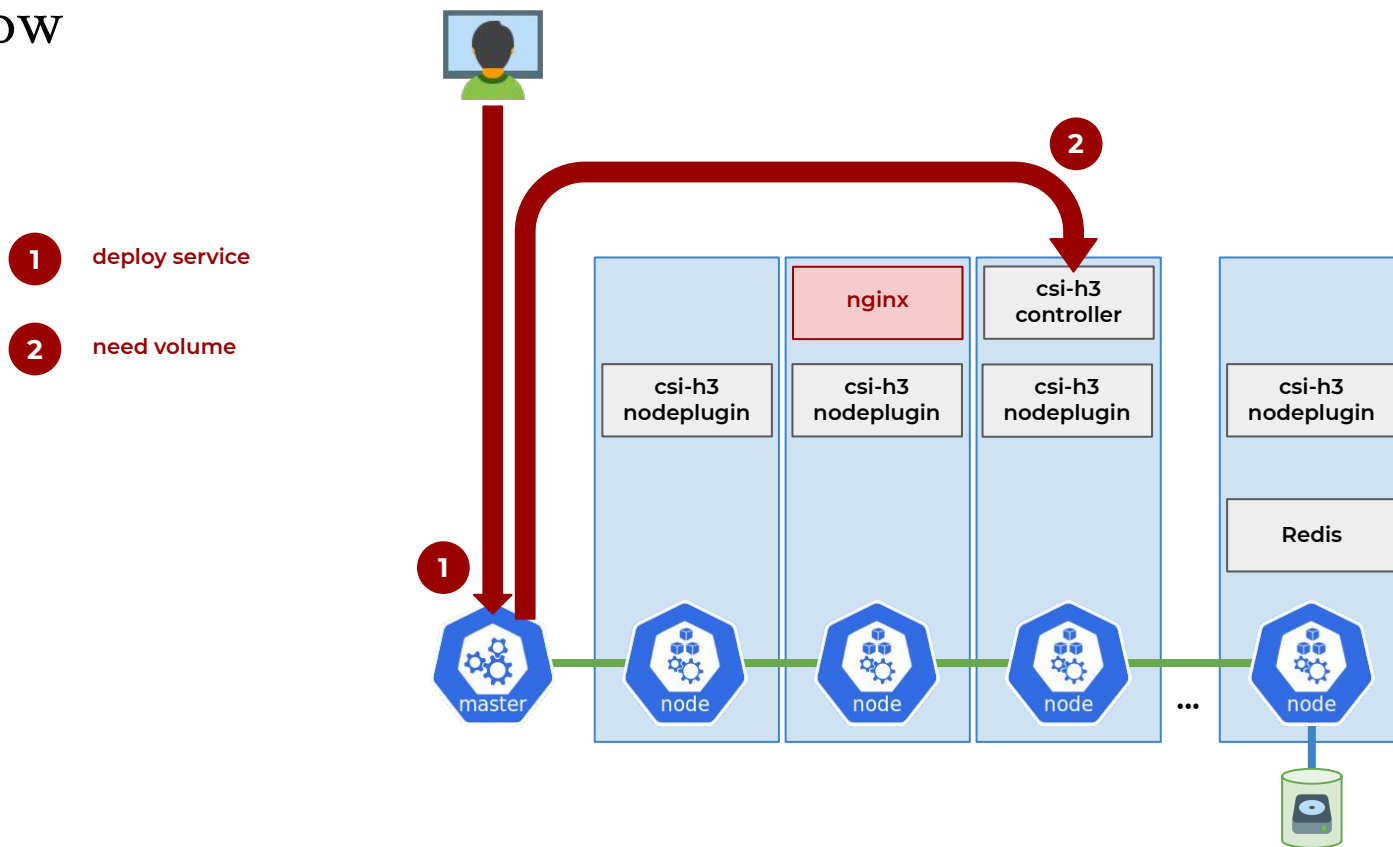 ow
2
1 deploy service
2 need volume
nginx
csi-h3
controller
csi-h3
nodeplugin
csi-h3
nodeplugin
csi-h3
nodeplugin
csi-h3
nodeplugin
Redis
1
master
node
node
node
...
node